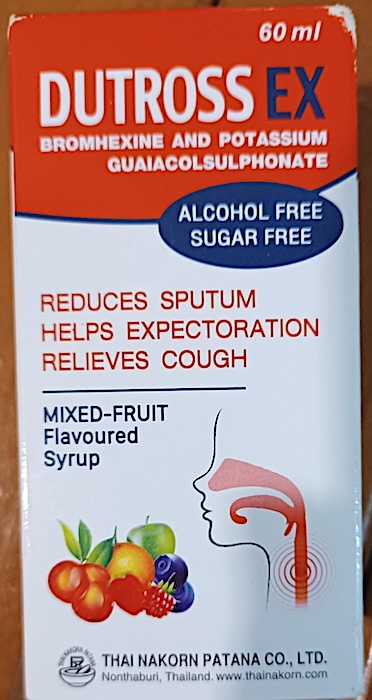 60 ml
DUTROSS EX
BROMHEXINE AND POTASSIUM
GUAIACOLSULPHONATE
ALCOHOL FREE
SUGAR FREE
REDUCES SPUTUM
HELPS EXPECTORATION
RELIEVES COUGH
MIXED-FRUIT
Flavoured
Syrup
THAI NAKORN PATANA CO., LTD.
Nonthaburi, Thailand. www.thainakorn.com